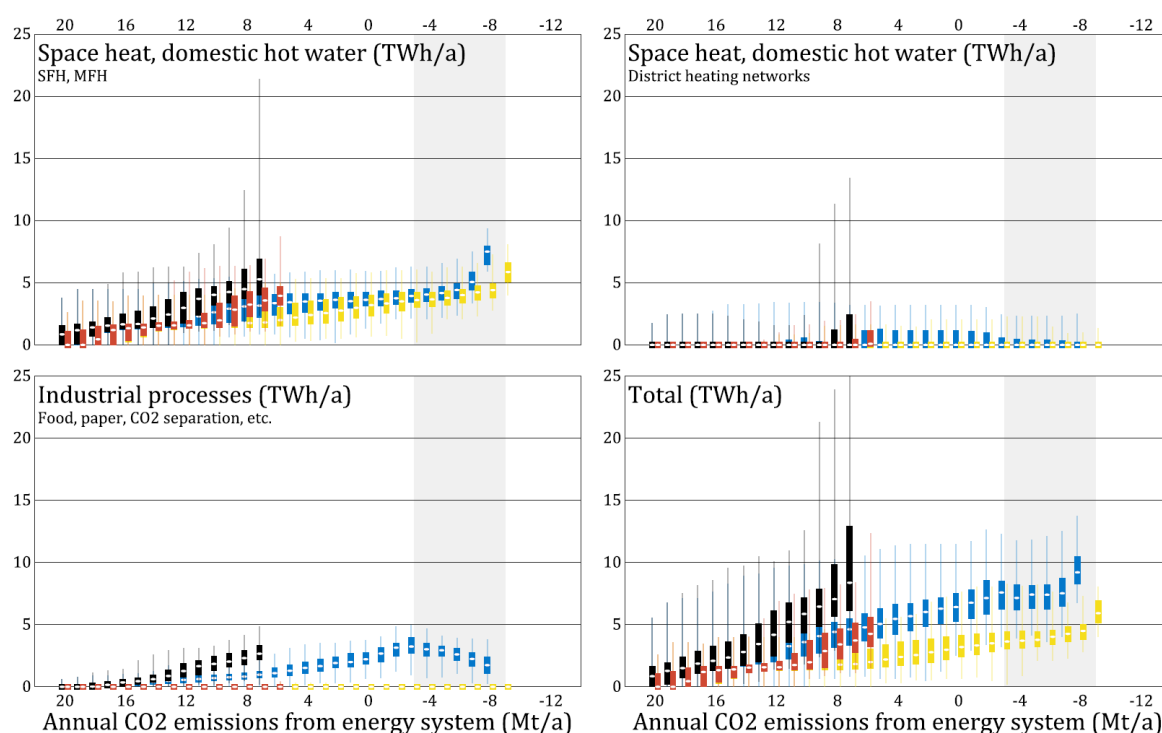 20 16 12 8 4 0 -4 -8 -12
20 16 12 8 4 0 -4 -8 -12
25
Space heat, domestic hot water (TWh/a)
SFH, MFH
20
15
10
5
0
25
Space heat, domestic hot water (TWh/a)
District heating networks
20
15
10
5
0
25
Industrial processes (TWh/a)
Food, paper, CO2 separation, etc.
20
15
10
5
0
25
Total (TWh/a)
20
15
10
5
0
20 16 12 8 4 0 -4 -8 -12
Annual CO2 emissions from energy system (Mt/a)
20 16 12 8 4 0 -4 -8 -12
Annual CO2 emissions from energy system (Mt/a)